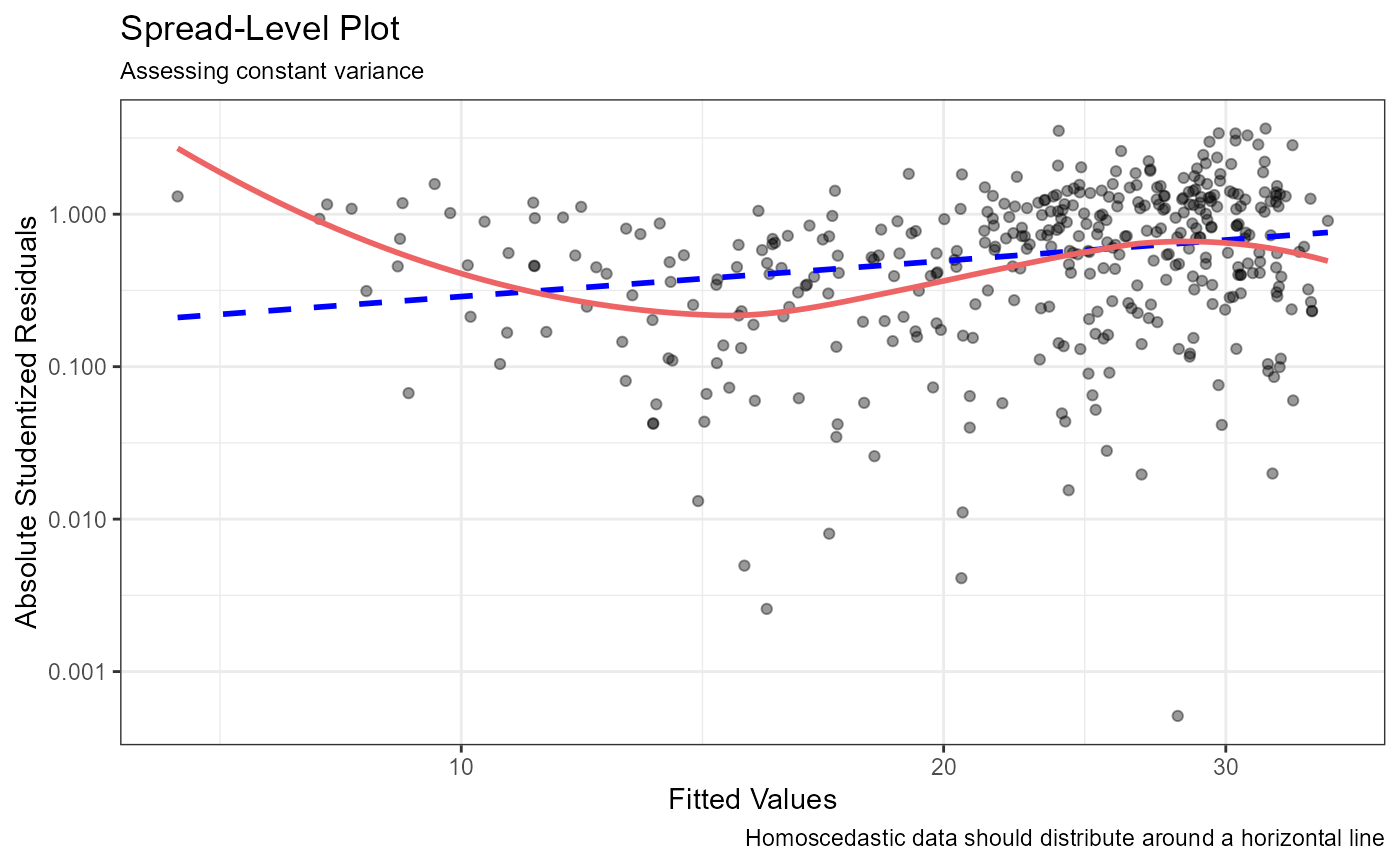 Spread-Level Plot
Assessing constant variance
Absolute Studentized Residuals
1.000
0.100
0.010
0.001
10 20 30
Fitted Values
Homoscedastic data should distribute around a horizontal line